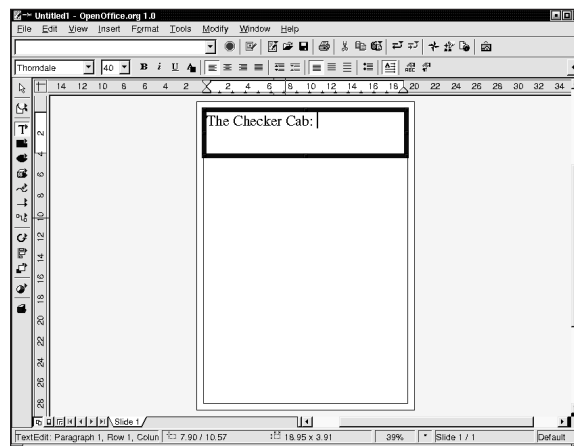 Untitled1 - OpenOffice.org 1.0
File Edit View Insert Format Tools Modify Window Help
Thorndale 40 B i U
14 12 10 8 6 4 2 2 4 6 8 10 12 14 16 18 20 22 24 26 28 30 32 34
The Checker Cab:
2
4
6
8
10
12
14
16
18
20
22
24
26
28
Slide 1
TextEdit: Paragraph 1, Row 1, Colun 7.90 / 10.57 18.95 x 3.91 39% * Slide 1 / 1 Default